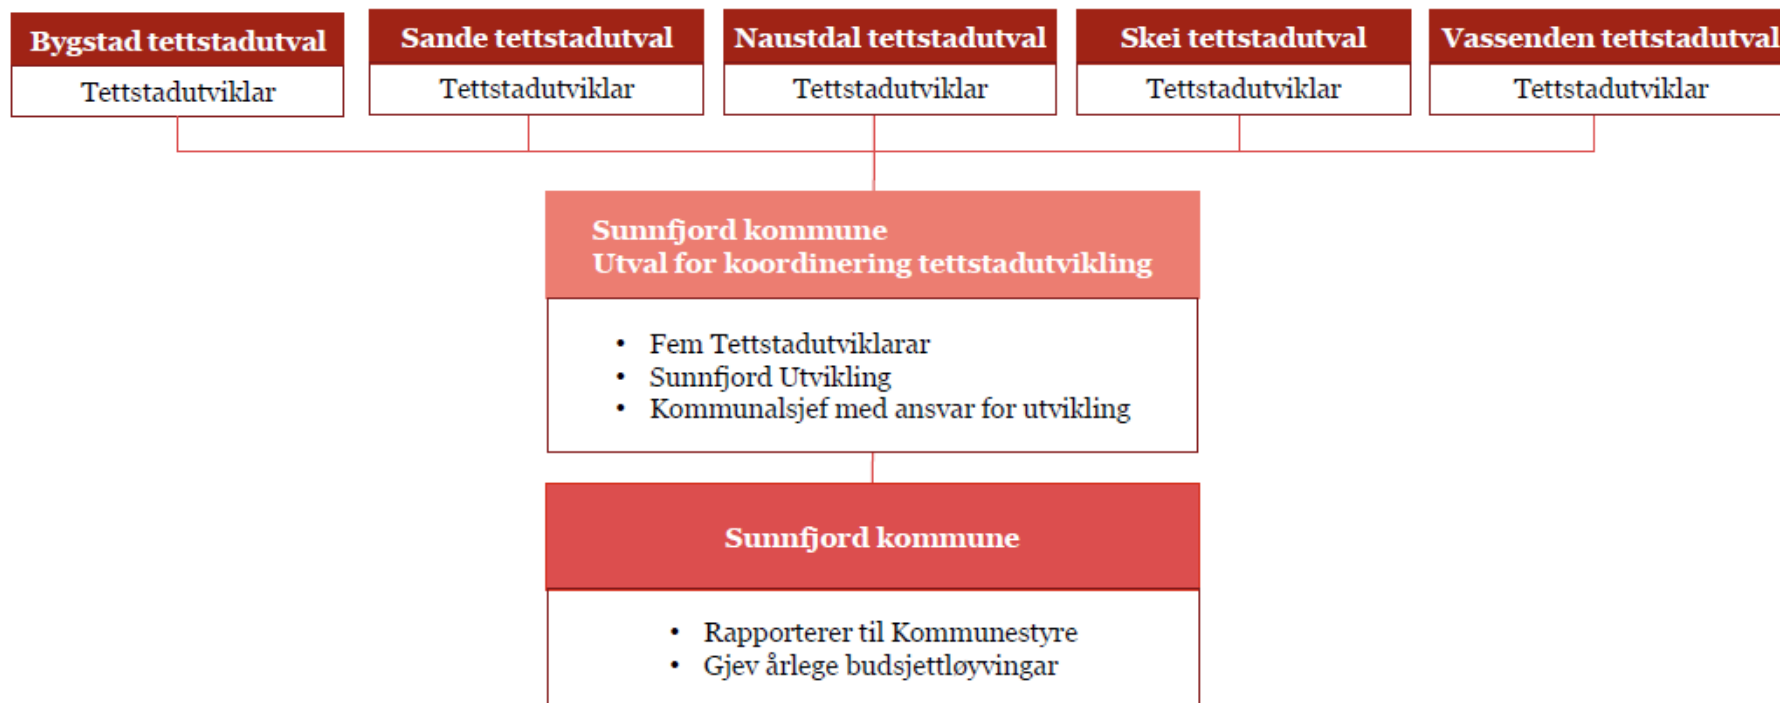 Bygstad tettstadutval
Tettstadutviklar
Sande tettstadutval
Tettstadutviklar
Naustdal tettstadutval
Tettstadutviklar
Skei tettstadutval
Tettstadutviklar
Vassenden tettstadutval
Tettstadutviklar
Sunnfjord kommune
Utval for koordinering tettstadutvikling
• Fem Tettstadutviklarar
• Sunnfjord Utvikling
• Kommunalsjef med ansvar for utvikling
Sunnfjord kommune
• Rapporterer til Kommunestyre
• Gjev årlege budsjettløyvingar